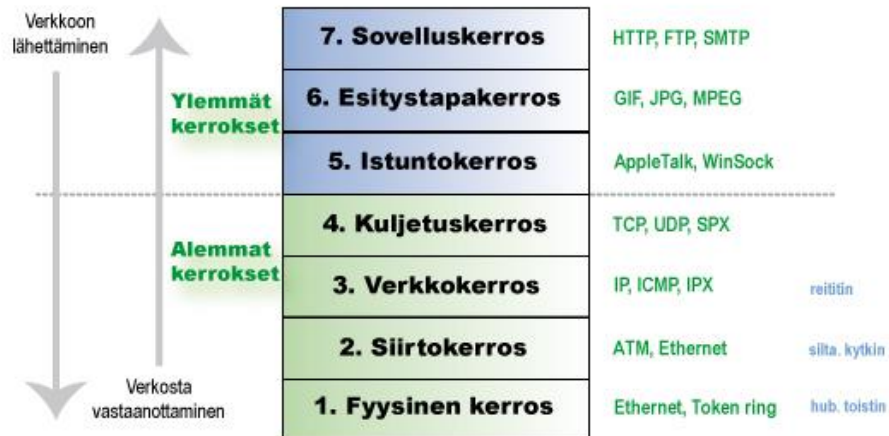 Verkkoon
lähettäminen
7. Sovelluskerros
HTTP, FTP, SMTP
Ylemmät
kerrokset
6. Esitystapakerros
GIF, JPG, MPEG
5. Istuntokerros
AppleTalk, WinSock
4. Kuljetuskerros
TCP, UDP, SPX
Alemmat
kerrokset
3. Verkkokerros
IP, ICMP, IPX
reititin
2. Siirtokerros
ATM, Ethernet
silta. kytkin
Verkosta
vastaanottaminen
1. Fyysinen kerros
Ethernet, Token ring
hub. toistin